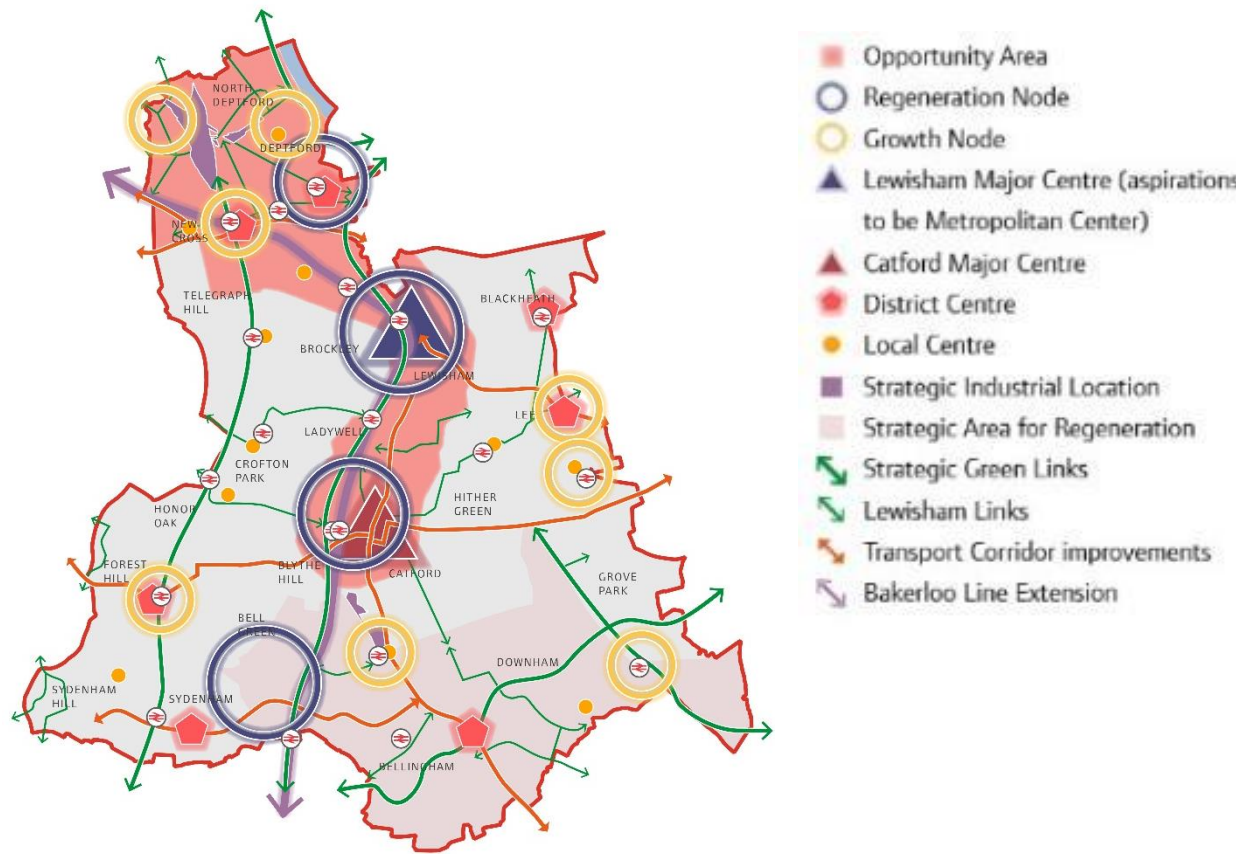 NORTH
DEPTFORD
DEPTFORD
NEW
CROSS
TELEGRAPH
HILL
BLACKHEATH
BROCKLEY
LEWISHAM
LEE
LADYWELL
CROFTON
PARK
HITHER
GREEN
HONOR
OAK
FOREST
HILL
BLYTHE
HILL
CATFORD
GROVE
PARK
BELL
GREEN
DOWNHAM
SYDENHAM
HILL
SYDENHAM
BELLINGHAM
Opportunity Area
Regeneration Node
Growth Node
Lewisham Major Centre (aspirations
to be Metropolitan Center)
Catford Major Centre
District Centre
Local Centre
Strategic Industrial Location
Strategic Area for Regeneration
Strategic Green Links
Lewisham Links
Transport Corridor improvements
Bakerloo Line Extension